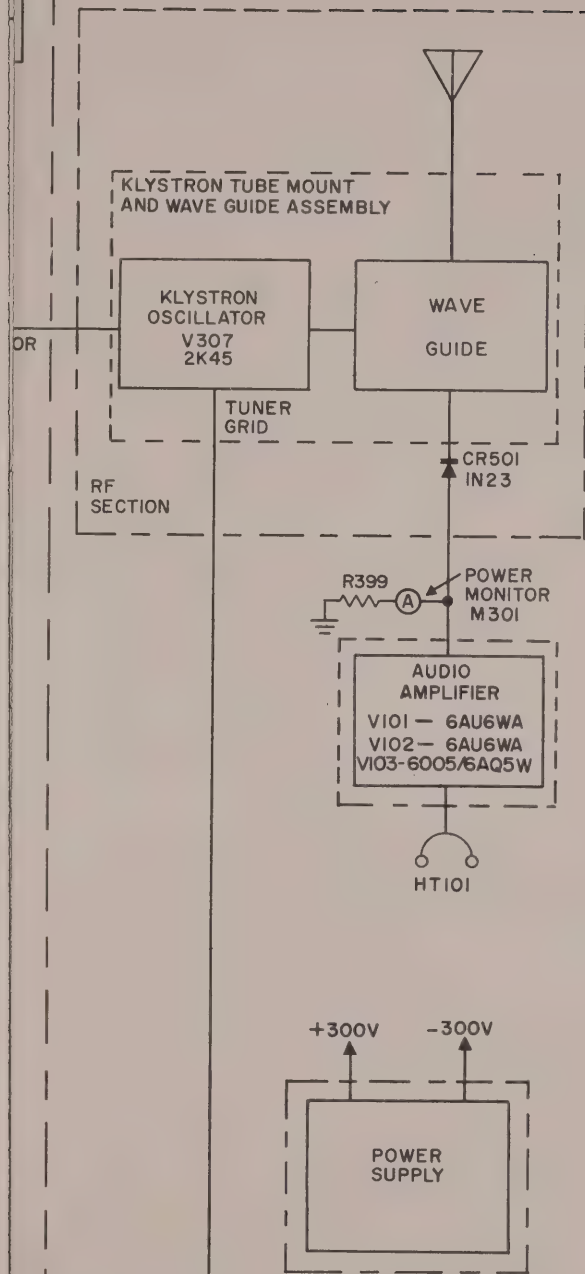 KLYSTRON TUBE MOUNT
AND WAVE GUIDE ASSEMBLY
KLYSTRON
OSCILLATOR
V307
2K45
WAVE
GUIDE
OR
TUNER
GRID
CR501
IN23
RF
SECTION
R399
A
POWER
MONITOR
M301
AUDIO
AMPLIFIER
V101 — 6AU6WA
V102 — 6AU6WA
V103-6005/6AQ5W
HT101
+300V
-300V
POWER
SUPPLY